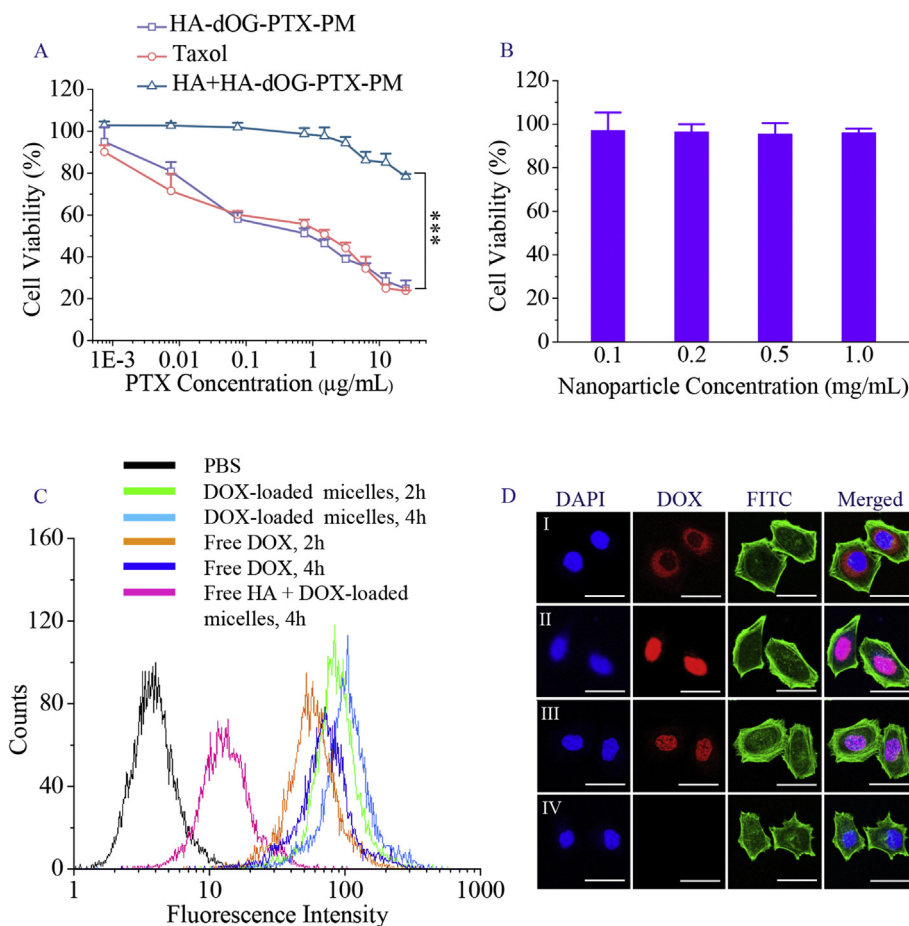 A
HA-dOG-PTX-PM
Taxol
HA+HA-dOG-PTX-PM
120
100
80
60
40
20
0
Cell Viability (%)
***
1E-3 0.01 0.1 1 10
PTX Concentration (μg/mL)
B
120
100
80
60
40
20
0
Cell Viability (%)
0.1 0.2 0.5 1.0
Nanoparticle Concentration (mg/mL)
C
PBS
DOX-loaded micelles, 2h
DOX-loaded micelles, 4h
Free DOX, 2h
Free DOX, 4h
Free HA + DOX-loaded
micelles, 4h
160
120
80
40
0
Counts
1 10 100 1000
Fluorescence Intensity
D
DAPI DOX FITC Merged
I
II
III
IV